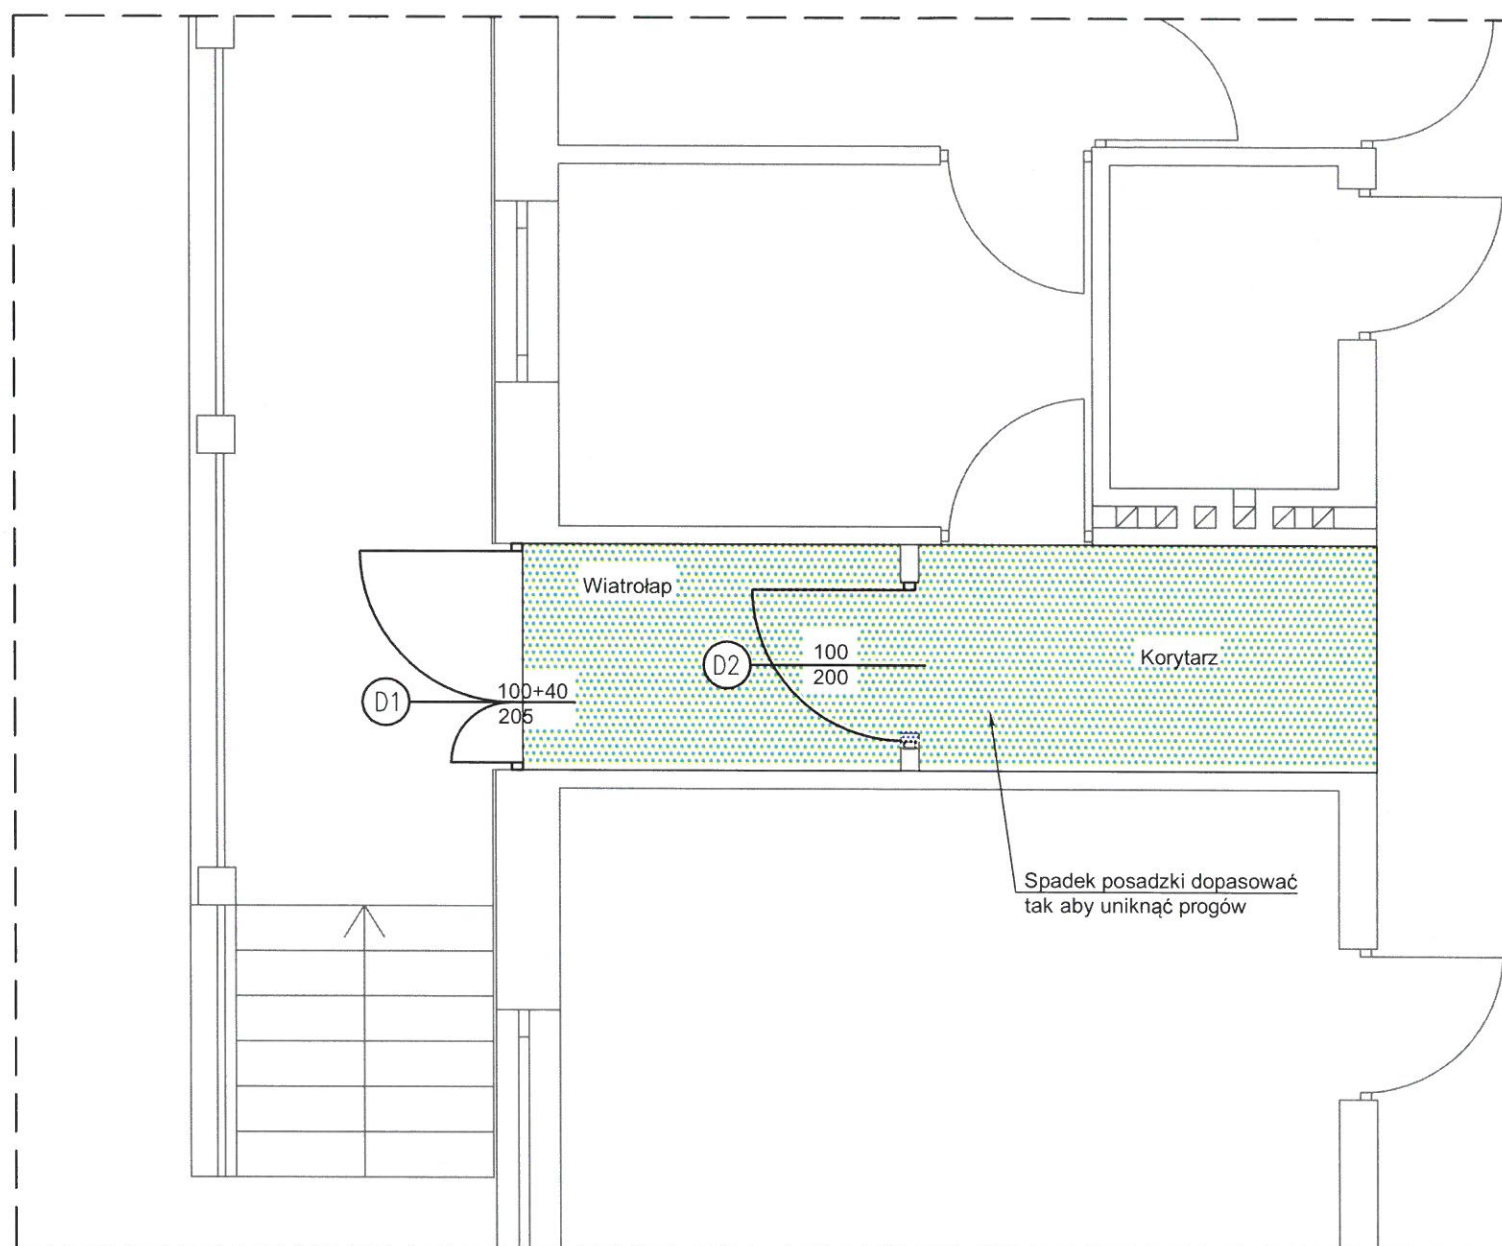 Wiatrołap
D2
100
200
Korytarz
D1
100+40
205
Spadek posadzki dopasować
tak aby uniknąć progów